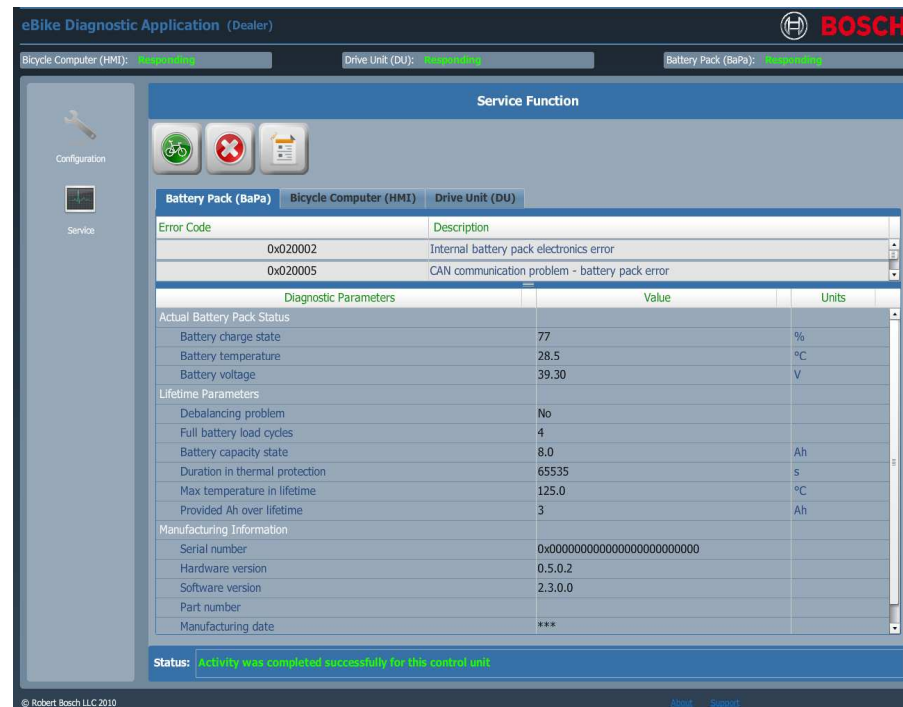 eBike Diagnostic Application (Dealer)
BOSCH
Bicycle Computer (HMI): Responding
Drive Unit (DU): Responding
Battery Pack (BaPa): Responding
Service Function
Configuration
Service
Battery Pack (BaPa) Bicycle Computer (HMI) Drive Unit (DU)
Error Code Description
0x020002 Internal battery pack electronics error
0x020005 CAN communication problem - battery pack error
Diagnostic Parameters Value Units
Actual Battery Pack Status
Battery charge state 77 %
Battery temperature 28.5 °C
Battery voltage 39.30 V
Lifetime Parameters
Debalancing problem No
Full battery load cycles 4
Battery capacity state 8.0 Ah
Duration in thermal protection 65535 s
Max temperature in lifetime 125.0 °C
Provided Ah over lifetime 3 Ah
Manufacturing Information
Serial number 0x000000000000000000000000
Hardware version 0.5.0.2
Software version 2.3.0.0
Part number
Manufacturing date ***
Status: Activity was completed successfully for this control unit
© Robert Bosch LLC 2010
About Support